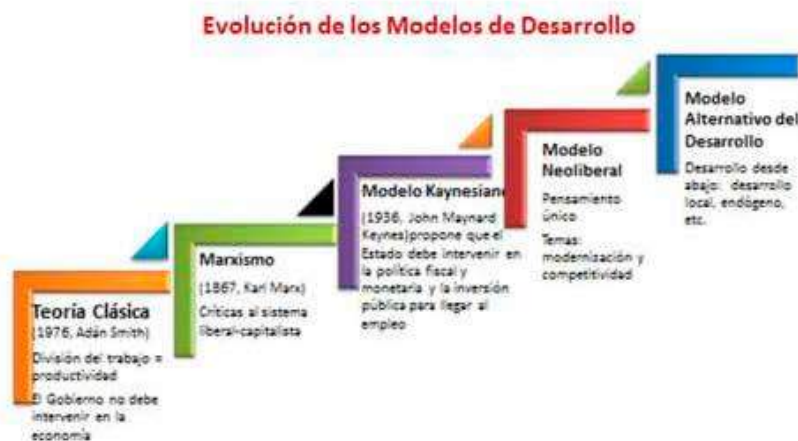 Evolución de los Modelos de Desarrollo
Teoría Clásica
(1976, Adán Smith)
División del trabajo =
productividad
El Gobierno no debe
intervenir en la
economía
Marxismo
(1867, Karl Marx)
Críticas al sistema
liberal-capitalista
Modelo Kaynesiano
(1936, John Maynard
Keynes)propone que el
Estado debe intervenir en
la política fiscal y
monetaria y la inversión
pública para llegar al
empleo
Modelo
Neoliberal
Pensamiento
único
Temas:
modernización y
competitividad
Modelo
Alternativo del
Desarrollo
Desarrollo desde
abajo: desarrollo
local, endógeno,
etc.